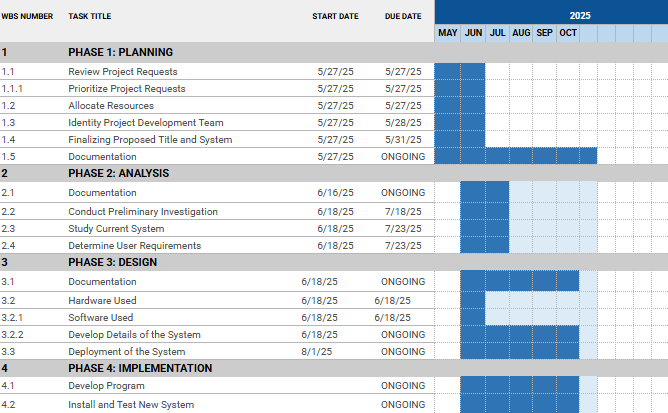 2025
WBS NUMBER TASK TITLE START DATE DUE DATE
MAY JUN JUL AUG SEP OCT
1 PHASE 1: PLANNING
1.1 Review Project Requests 5/27/25 5/27/25
1.1.1 Prioritize Project Requests 5/27/25 5/27/25
1.2 Allocate Resources 5/27/25 5/27/25
1.3 Identity Project Development Team 5/27/25 5/28/25
1.4 Finalizing Proposed Title and System 5/27/25 5/31/25
1.5 Documentation 5/27/25 ONGOING
2 PHASE 2: ANALYSIS
2.1 Documentation 6/16/25 ONGOING
2.2 Conduct Preliminary Investigation 6/18/25 7/18/25
2.3 Study Current System 6/18/25 7/23/25
2.4 Determine User Requirements 6/18/25 7/23/25
3 PHASE 3: DESIGN
3.1 Documentation 6/18/25 ONGOING
3.2 Hardware Used 6/18/25 6/18/25
3.2.1 Software Used 6/18/25 6/18/25
3.2.2 Develop Details of the System 6/18/25 ONGOING
3.3 Deployment of the System 8/1/25 ONGOING
4 PHASE 4: IMPLEMENTATION
4.1 Develop Program ONGOING
4.2 Install and Test New System ONGOING